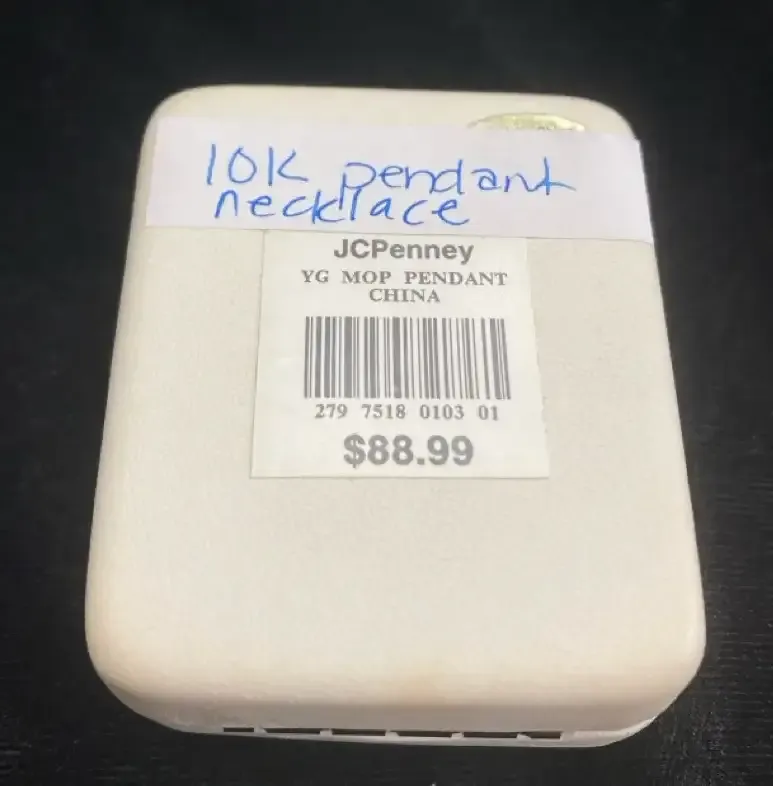 10K pendant
necklace
JCPenney
YG MOP PENDANT
CHINA
279 7518 0103 01
$88.99